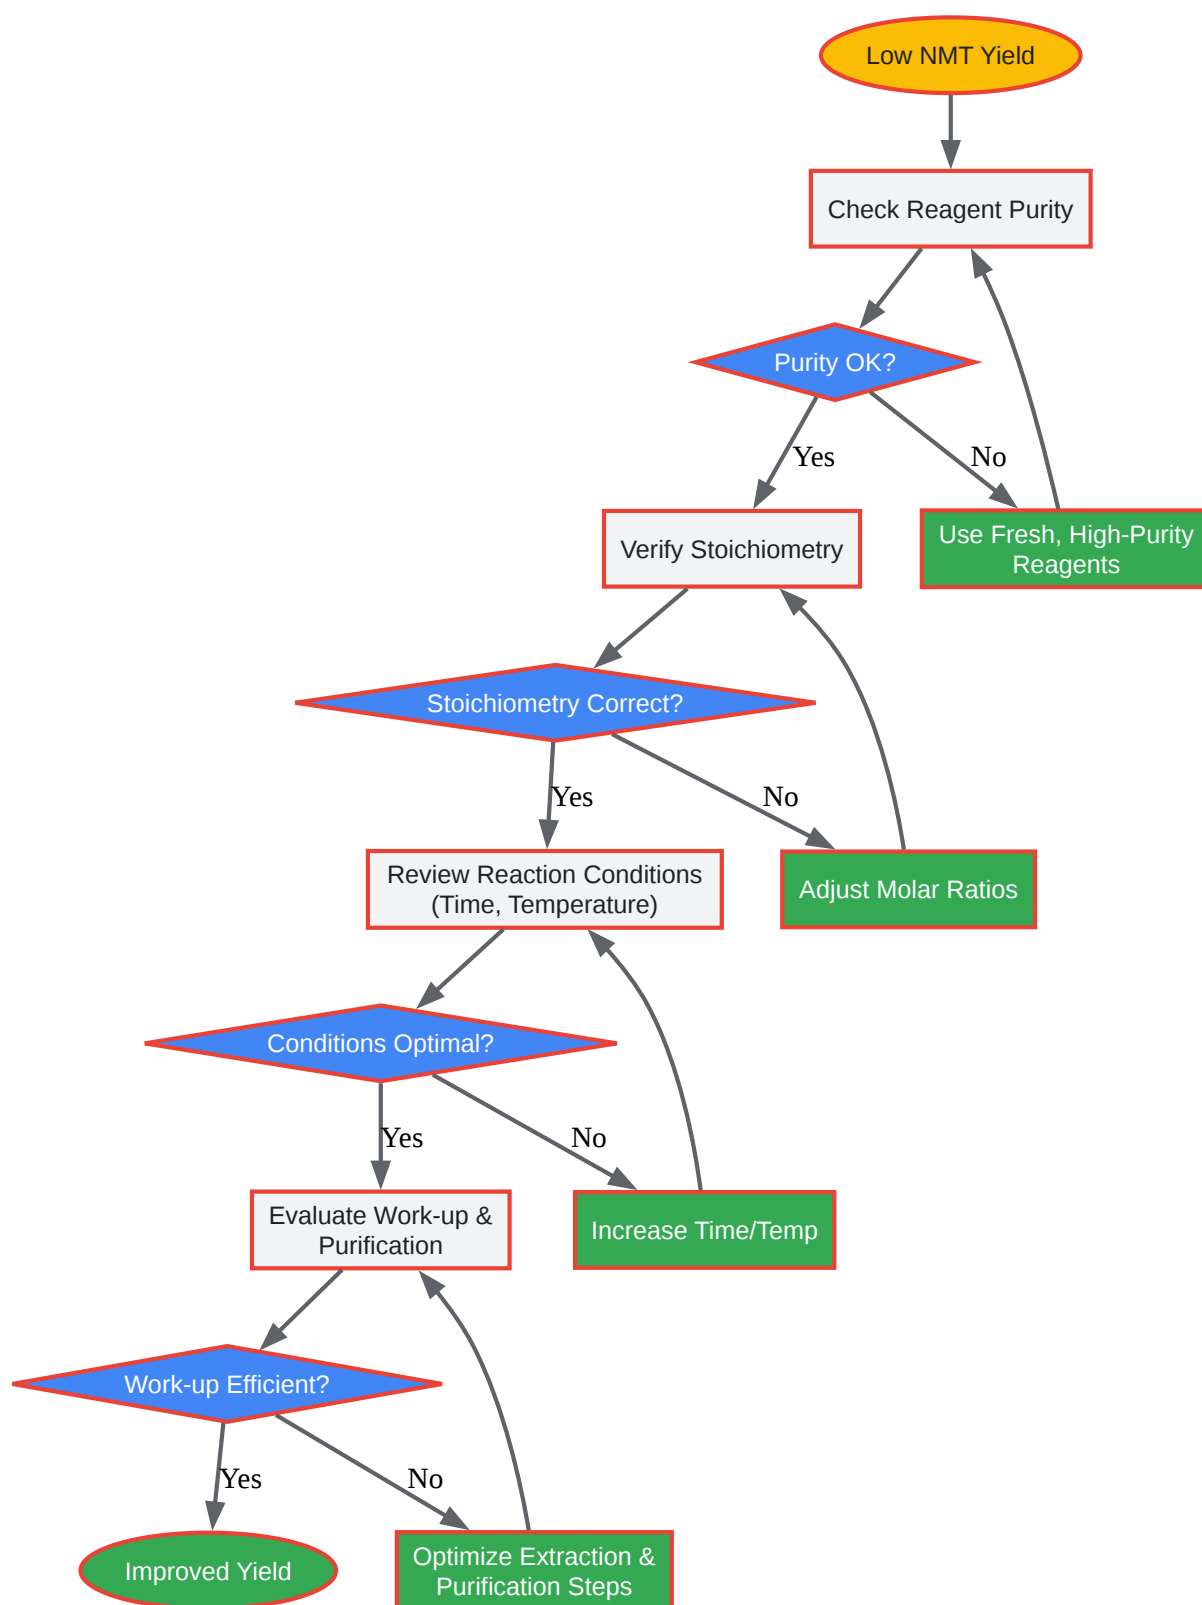 Low NMT Yield
Check Reagent Purity
Purity OK?
Yes
No
Verify Stoichiometry
Use Fresh, High-Purity
Reagents
Stoichiometry Correct?
Yes
No
Review Reaction Conditions
(Time, Temperature)
Adjust Molar Ratios
Conditions Optimal?
Yes
No
Evaluate Work-up &
Purification
Increase Time/Temp
Work-up Efficient?
Yes
No
Improved Yield
Optimize Extraction &
Purification Steps